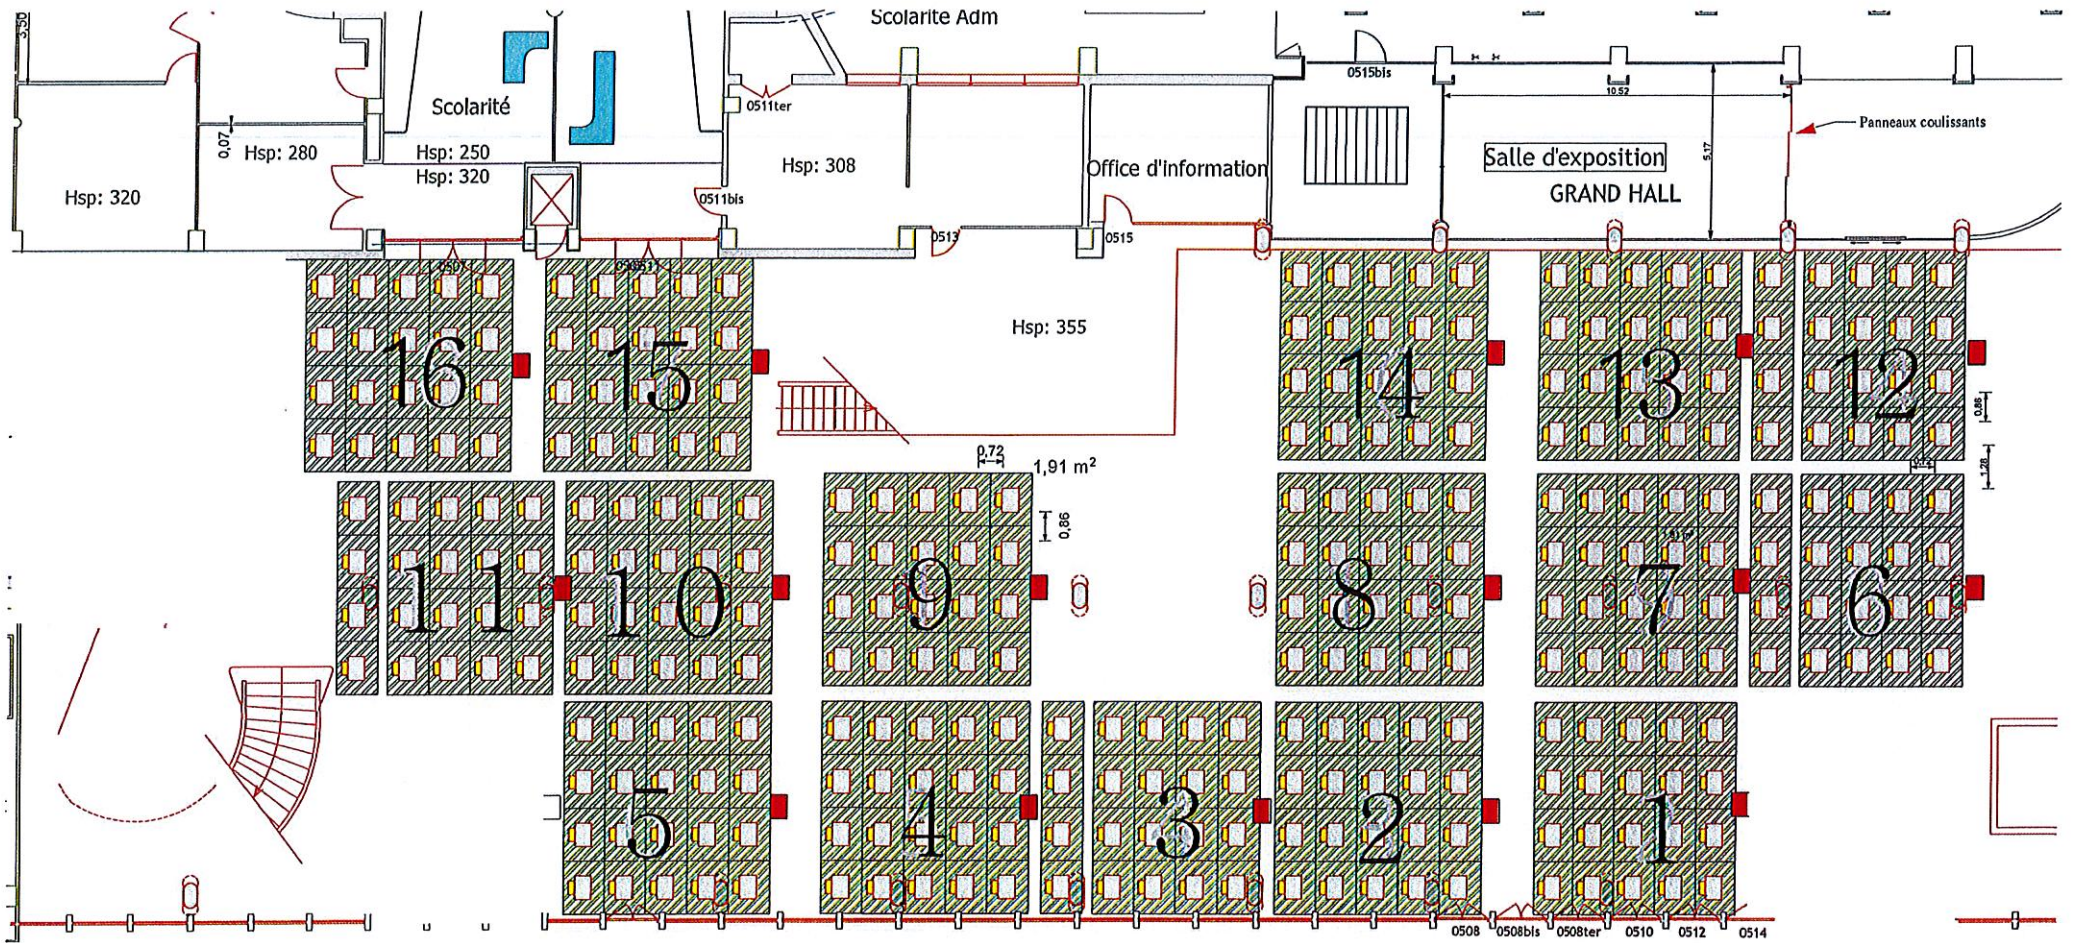 Scolarite Adm
3,50
0515bis
10.52
Scolarité
0511ter
Panneaux coulissants
0,07
Hsp: 280
Hsp: 250
Hsp: 308
Office d'information
Salle d'exposition
5.17
Hsp: 320
Hsp: 320
0511bis
GRAND HALL
0513
0515
0507
Hsp: 355
16
15
14
13
12
0,86
0,72
1,91 m²
1,28
0,72
0,86
11
10
9
8
7
6
5
4
3
2
1
0508
0508bis
0508ter
0510
0512
0514